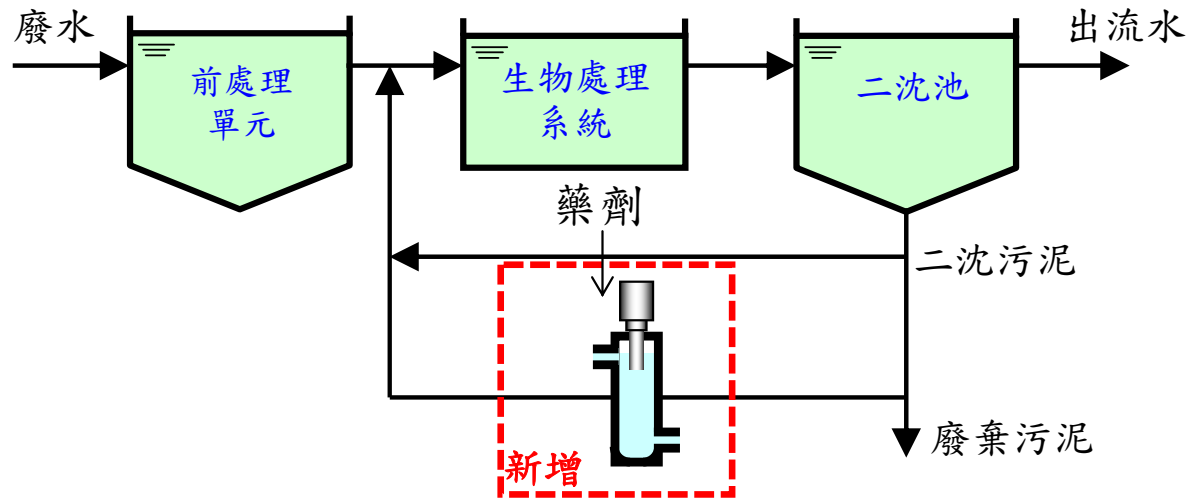 廢水
前處理
單元
生物處理
系統
二沈池
出流水
藥劑
二沈污泥
新增
廢棄污泥